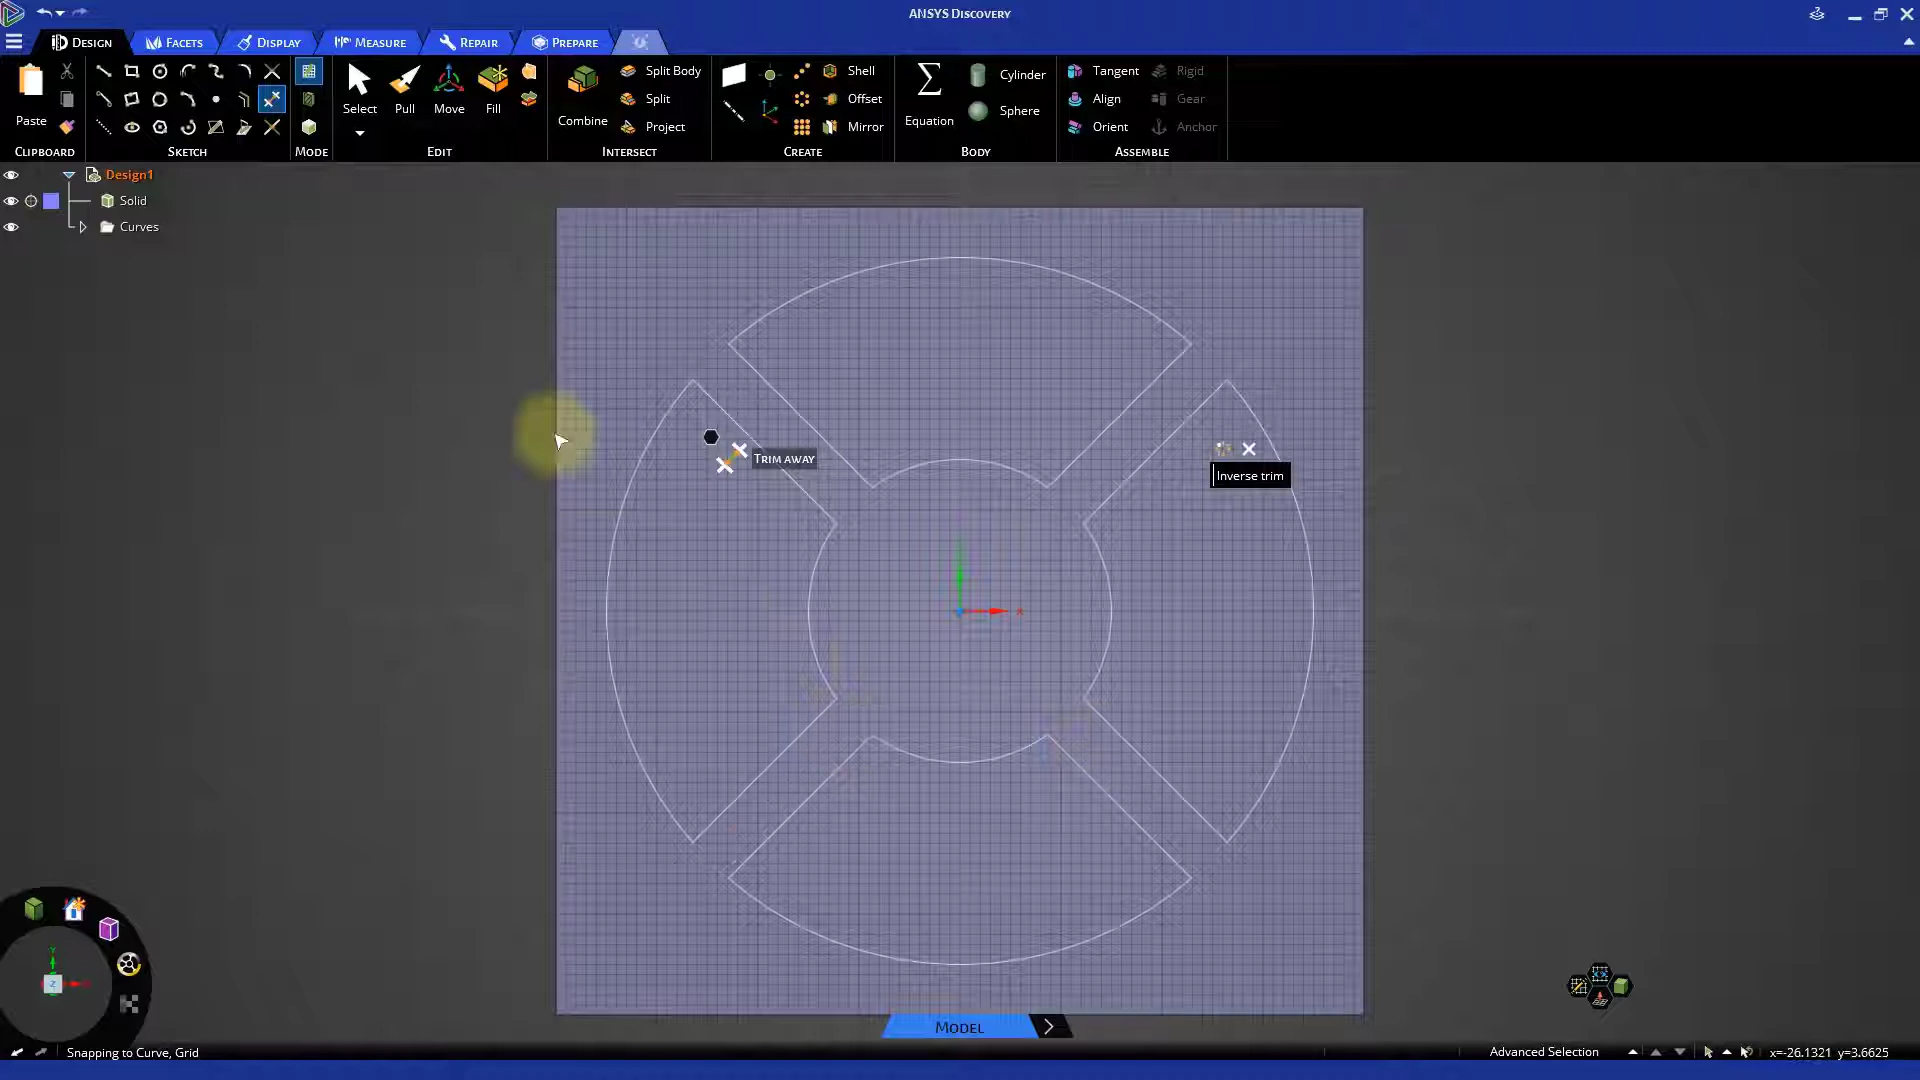 ANSYS Discovery
Design
Facets
Display
Measure
Repair
Prepare
Paste
Clipboard
Sketch
Mode
Select
Pull
Move
Fill
Edit
Combine
Split Body
Split
Project
Intersect
Shell
Offset
Mirror
Create
Equation
Cylinder
Sphere
Body
Tangent
Align
Orient
Rigid
Gear
Anchor
Assemble
Design1
Solid
Curves
Trim away
Inverse trim
x
Y
-Z
Model
Snapping to Curve, Grid
Advanced Selection
x=-26.1321 y=3.6625